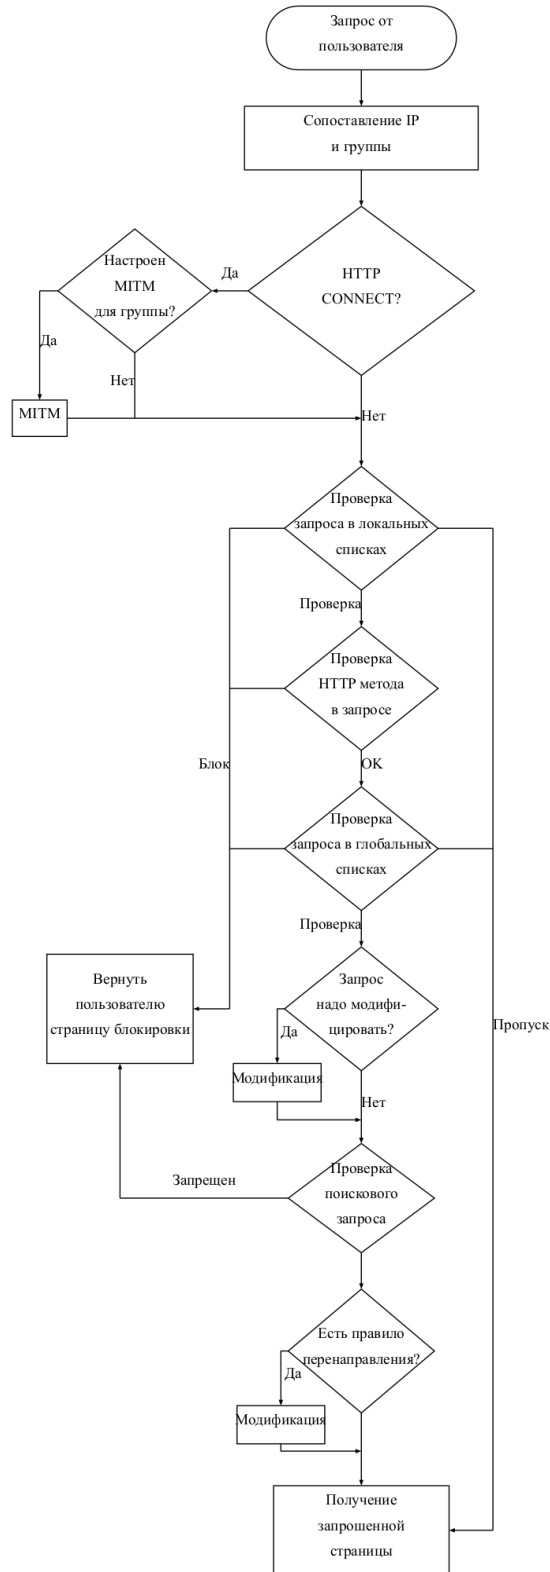 Запрос от
пользователя
Сопоставление IP
и группы
HTTP
CONNECT?
Да
Настроен
MITM
для группы?
Да
Нет
MITM
Нет
Проверка
запроса в локальных
списках
Проверка
Проверка
HTTP метода
в запросе
Блок
OK
Проверка
запроса в глобальных
списках
Проверка
Вернуть
пользователю
страницу блокировки
Запрос
надо модифи-
цировать?
Пропуск
Да
Модификация
Нет
Проверка
поискового
запроса
Запрещен
Есть правило
перенаправления?
Да
Модификация
Получение
запрошенной
страницы